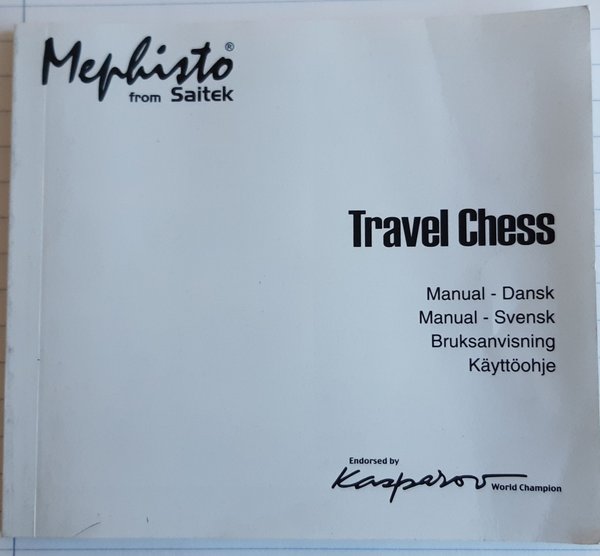 Mephisto®
from Saitek
Travel Chess
Manual - Dansk
Manual - Svensk
Bruksanvisning
Käyttöohje
Endorsed by
Kasparov World Champion